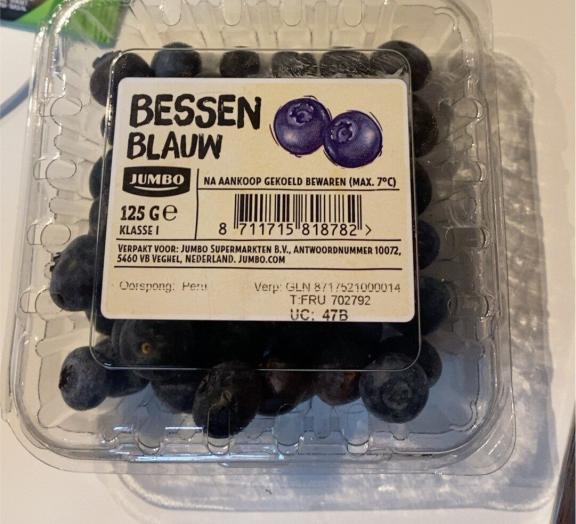 BESSEN
BLAUW
JUMBO
NA AANKOOP GEKOELD BEWAREN (MAX. 7°C)
125 G ℮
KLASSE I
8 711715 818782 >
VERPAKT VOOR: JUMBO SUPERMARKTEN B.V., ANTWOORDNUMMER 10072,
5460 VB VEGHEL, NEDERLAND. JUMBO.COM
Oorspong: Peru Verp: GLN 8717521000014
T:FRU 702792
UC: 47B